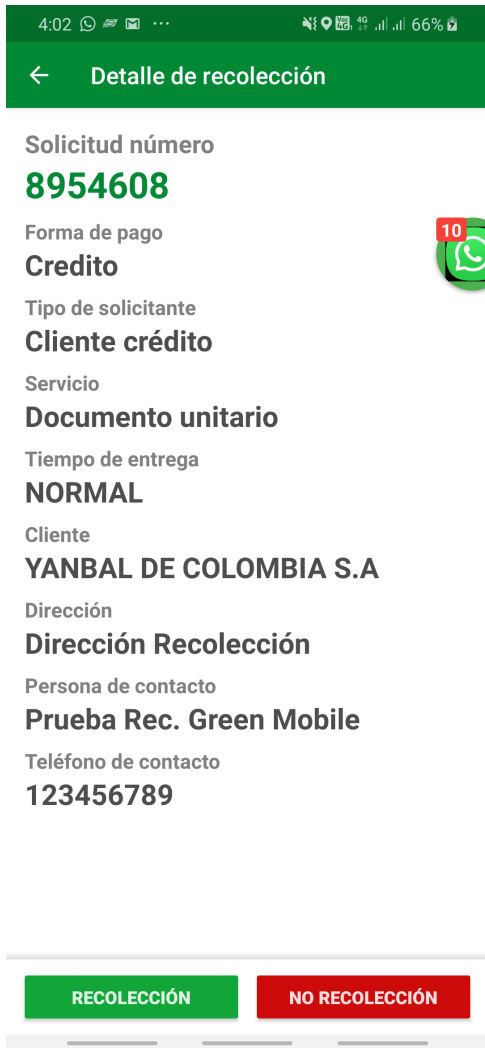 4:02 ... 66%
Detalle de recolección
Solicitud número
8954608
Forma de pago
10
Credito
Tipo de solicitante
Cliente crédito
Servicio
Documento unitario
Tiempo de entrega
NORMAL
Cliente
YANBAL DE COLOMBIA S.A
Dirección
Dirección Recolección
Persona de contacto
Prueba Rec. Green Mobile
Teléfono de contacto
123456789
RECOLECCIÓN NO RECOLECCIÓN